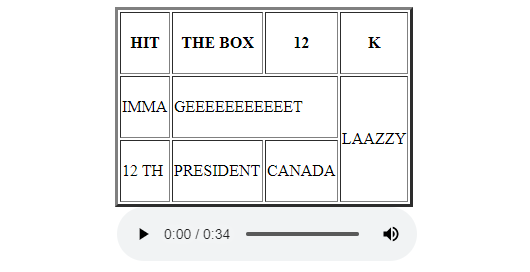 HIT THE BOX 12 K
IMMA GEEEEEEEEEEET
LAAZZY
12 TH PRESIDENT CANADA
0:00 / 0:34